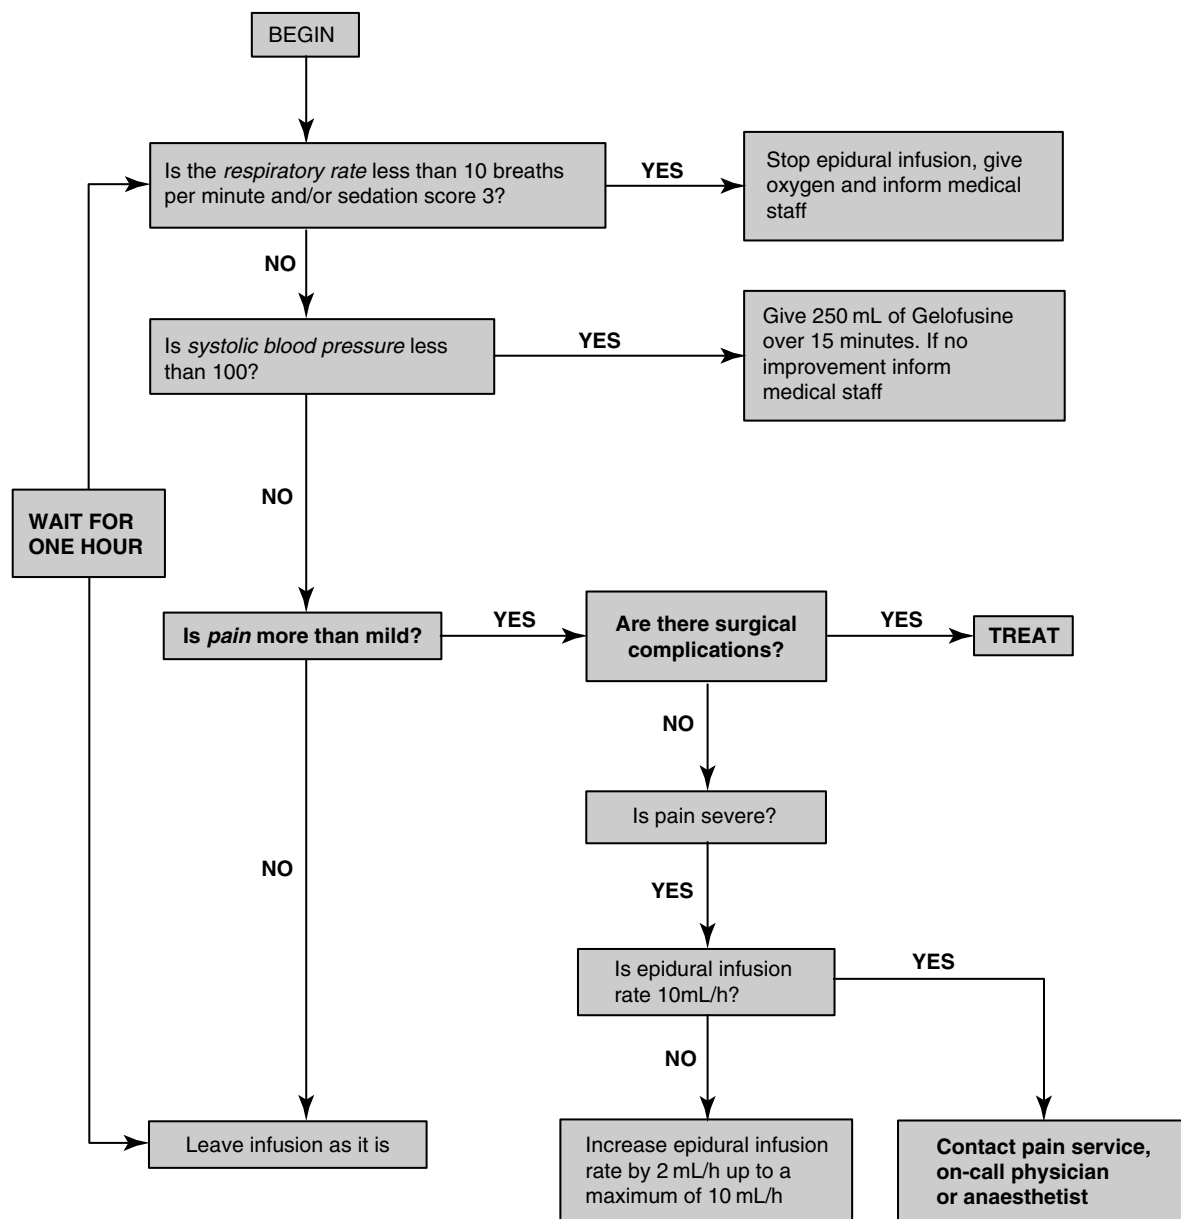 BEGIN
Is the respiratory rate less than 10 breaths
per minute and/or sedation score 3?
YES
Stop epidural infusion, give
oxygen and inform medical
staff
NO
Is systolic blood pressure less
than 100?
YES
Give 250 mL of Gelofusine
over 15 minutes. If no
improvement inform
medical staff
NO
WAIT FOR
ONE HOUR
Is pain more than mild?
YES
Are there surgical
complications?
YES
TREAT
NO
Is pain severe?
NO
YES
Is epidural infusion
rate 10mL/h?
YES
NO
Leave infusion as it is
Increase epidural infusion
rate by 2 mL/h up to a
maximum of 10 mL/h
Contact pain service,
on-call physician
or anaesthetist